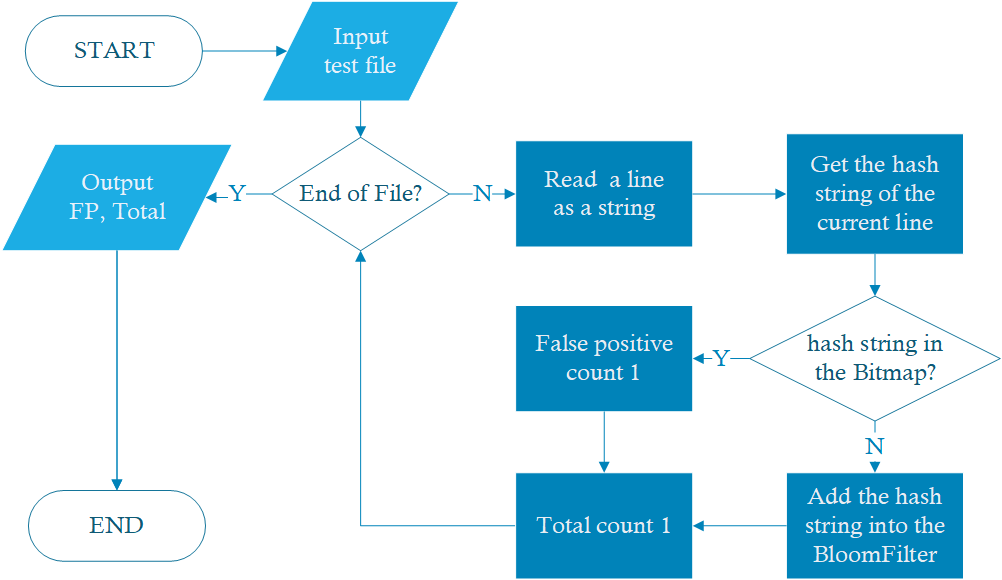 START
Input
test file
Output
FP, Total
Y
End of File?
N
Read a line
as a string
Get the hash
string of the
current line
False positive
count 1
Y
hash string in
the Bitmap?
N
END
Total count 1
Add the hash
string into the
BloomFilter